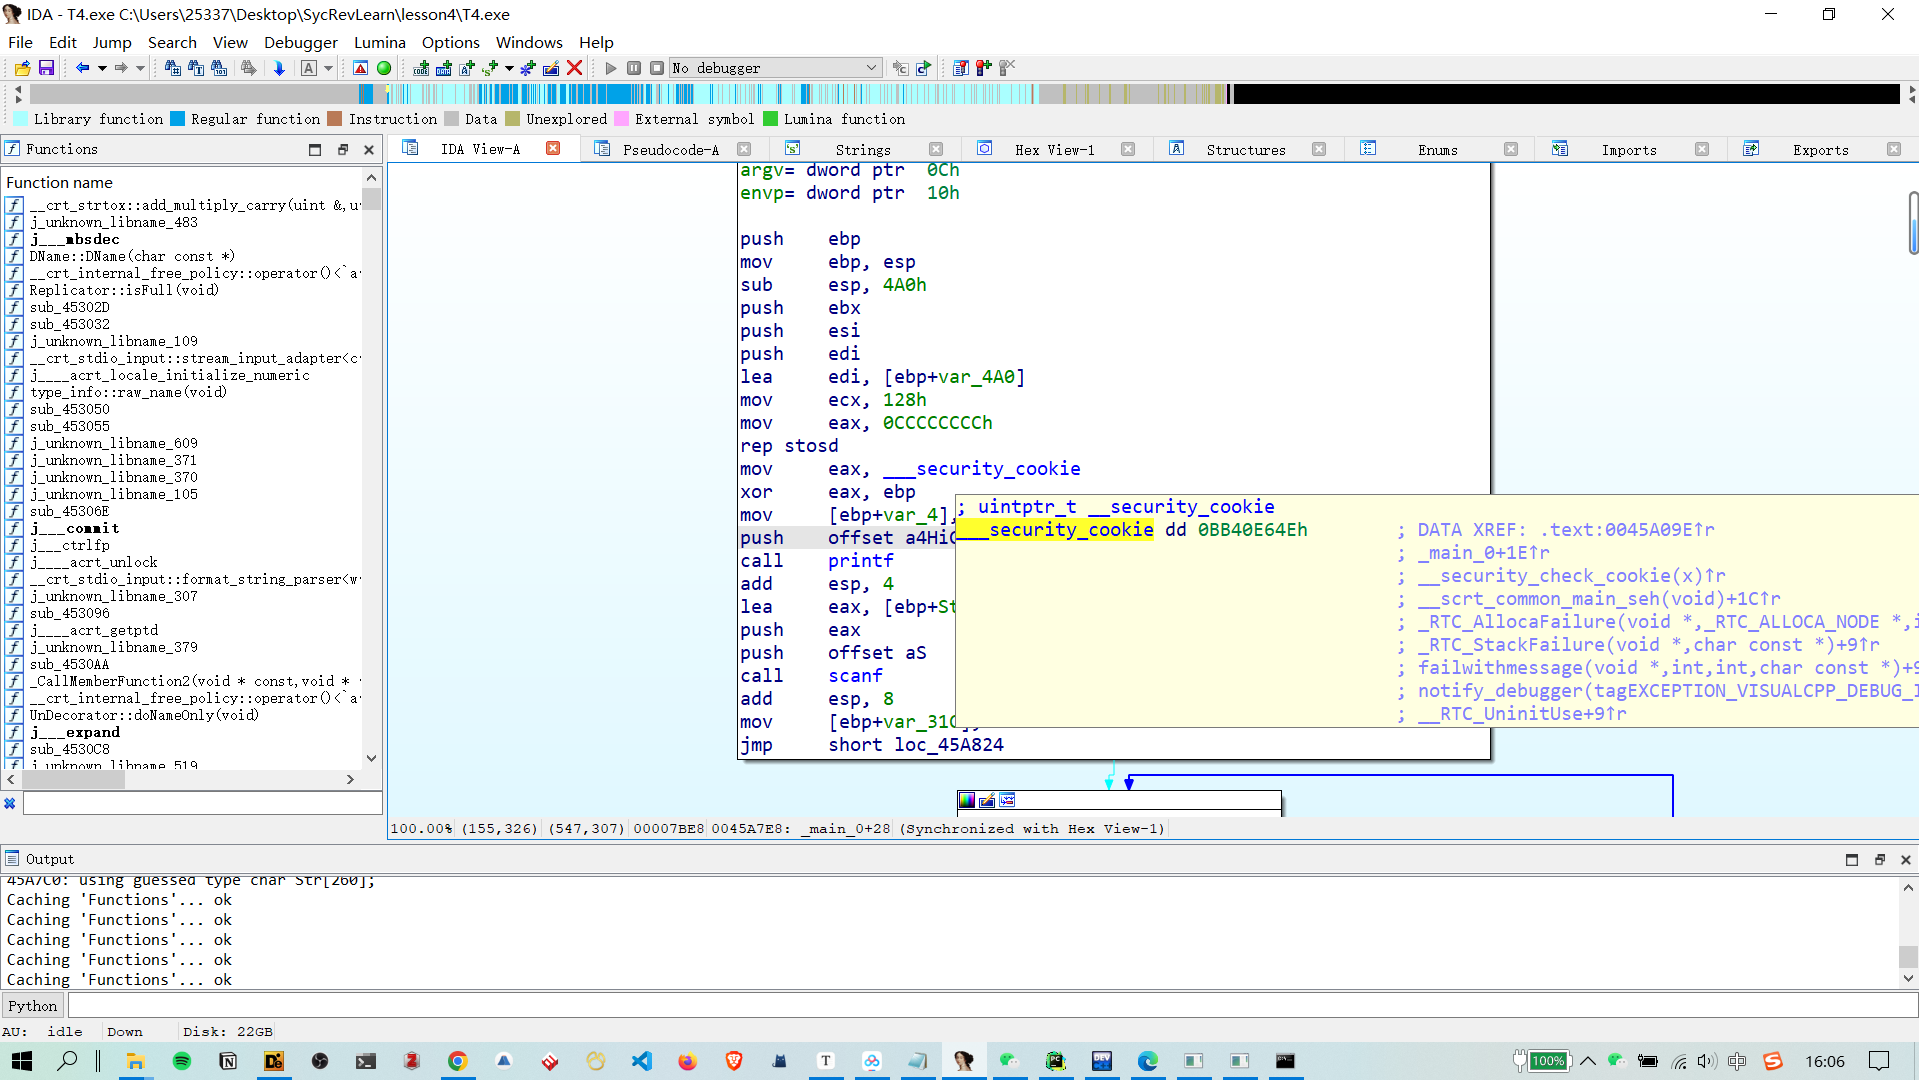 IDA - T4.exe C:\Users\25337\Desktop\SycRevLearn\lesson4\T4.exe
File Edit Jump Search View Debugger Lumina Options Windows Help
No debugger
Library function Regular function Instruction Data Unexplored External symbol Lumina function
Functions
IDA View-A Pseudocode-A Strings Hex View-1 Structures Enums Imports Exports
Function name
__crt_strtox::add_multiply_carry(uint &,u
j_unknown_libname_483
j___mbsdec
DName::DName(char const *)
__crt_internal_free_policy::operator()<`a
Replicator::isFull(void)
sub_45302D
sub_453032
j_unknown_libname_109
__crt_stdio_input::stream_input_adapter<c
j____acrt_locale_initialize_numeric
type_info::raw_name(void)
sub_453050
sub_453055
j_unknown_libname_609
j_unknown_libname_371
j_unknown_libname_370
j_unknown_libname_105
sub_45306E
j___commit
j___ctrlfp
j____acrt_unlock
__crt_stdio_input::format_string_parser<w
j_unknown_libname_307
sub_453096
j____acrt_getptd
j_unknown_libname_379
sub_4530AA
_CallMemberFunction2(void * const,void *
__crt_internal_free_policy::operator()<`a
UnDecorator::doNameOnly(void)
j___expand
sub_4530C8
j_unknown_libname_519
argv= dword ptr 0Ch
envp= dword ptr 10h
push ebp
mov ebp, esp
sub esp, 4A0h
push ebx
push esi
push edi
lea edi, [ebp+var_4A0]
mov ecx, 128h
mov eax, 0CCCCCCCCh
rep stosd
mov eax, ___security_cookie
xor eax, ebp
mov [ebp+var_4],
push offset a4HiC
call printf
add esp, 4
lea eax, [ebp+St
push eax
push offset aS
call scanf
add esp, 8
mov [ebp+var_31C],
jmp short loc_45A824
; uintptr_t __security_cookie
___security_cookie dd 0BB40E64Eh ; DATA XREF: .text:0045A09E↑r
; _main_0+1E↑r
; __security_check_cookie(x)↑r
; __scrt_common_main_seh(void)+1C↑r
; _RTC_AllocaFailure(void *,_RTC_ALLOCA_NODE *,i
; _RTC_StackFailure(void *,char const *)+9↑r
; failwithmessage(void *,int,int,char const *)+9
; notify_debugger(tagEXCEPTION_VISUALCPP_DEBUG_I
; __RTC_UninitUse+9↑r
100.00% (155,326) (547,307) 00007BE8 0045A7E8: _main_0+28 (Synchronized with Hex View-1)
Output
45A7C0: using guessed type char Str[260];
Caching 'Functions'... ok
Caching 'Functions'... ok
Caching 'Functions'... ok
Caching 'Functions'... ok
Caching 'Functions'... ok
Python
AU: idle Down Disk: 22GB
100% 中 16:06